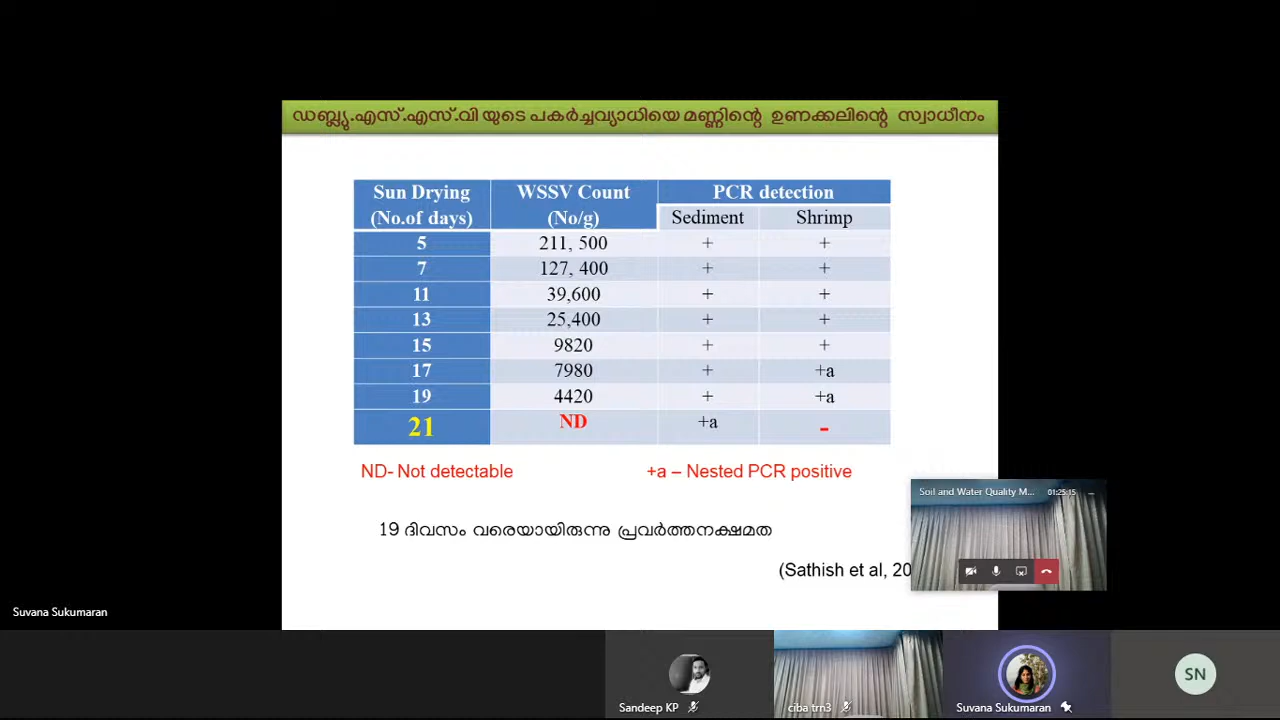 ഡബ്ല്യു.എസ്.എസ്.വി യുടെ പകർച്ചവ്യാധിയെ മണ്ണിന്റെ ഉണക്കലിന്റെ സ്വാധീനം
Sun Drying (No.of days) WSSV Count (No/g) PCR detection
Sediment Shrimp
5 211, 500 + +
7 127, 400 + +
11 39,600 + +
13 25,400 + +
15 9820 + +
17 7980 + +a
19 4420 + +a
21 ND +a -
ND- Not detectable +a – Nested PCR positive
19 ദിവസം വരെയായിരുന്നു പ്രവർത്തനക്ഷമത
(Sathish et al, 20
Soil and Water Quality M... 01:25:15
Suvana Sukumaran
Sandeep KP ciba trn3 Suvana Sukumaran SN